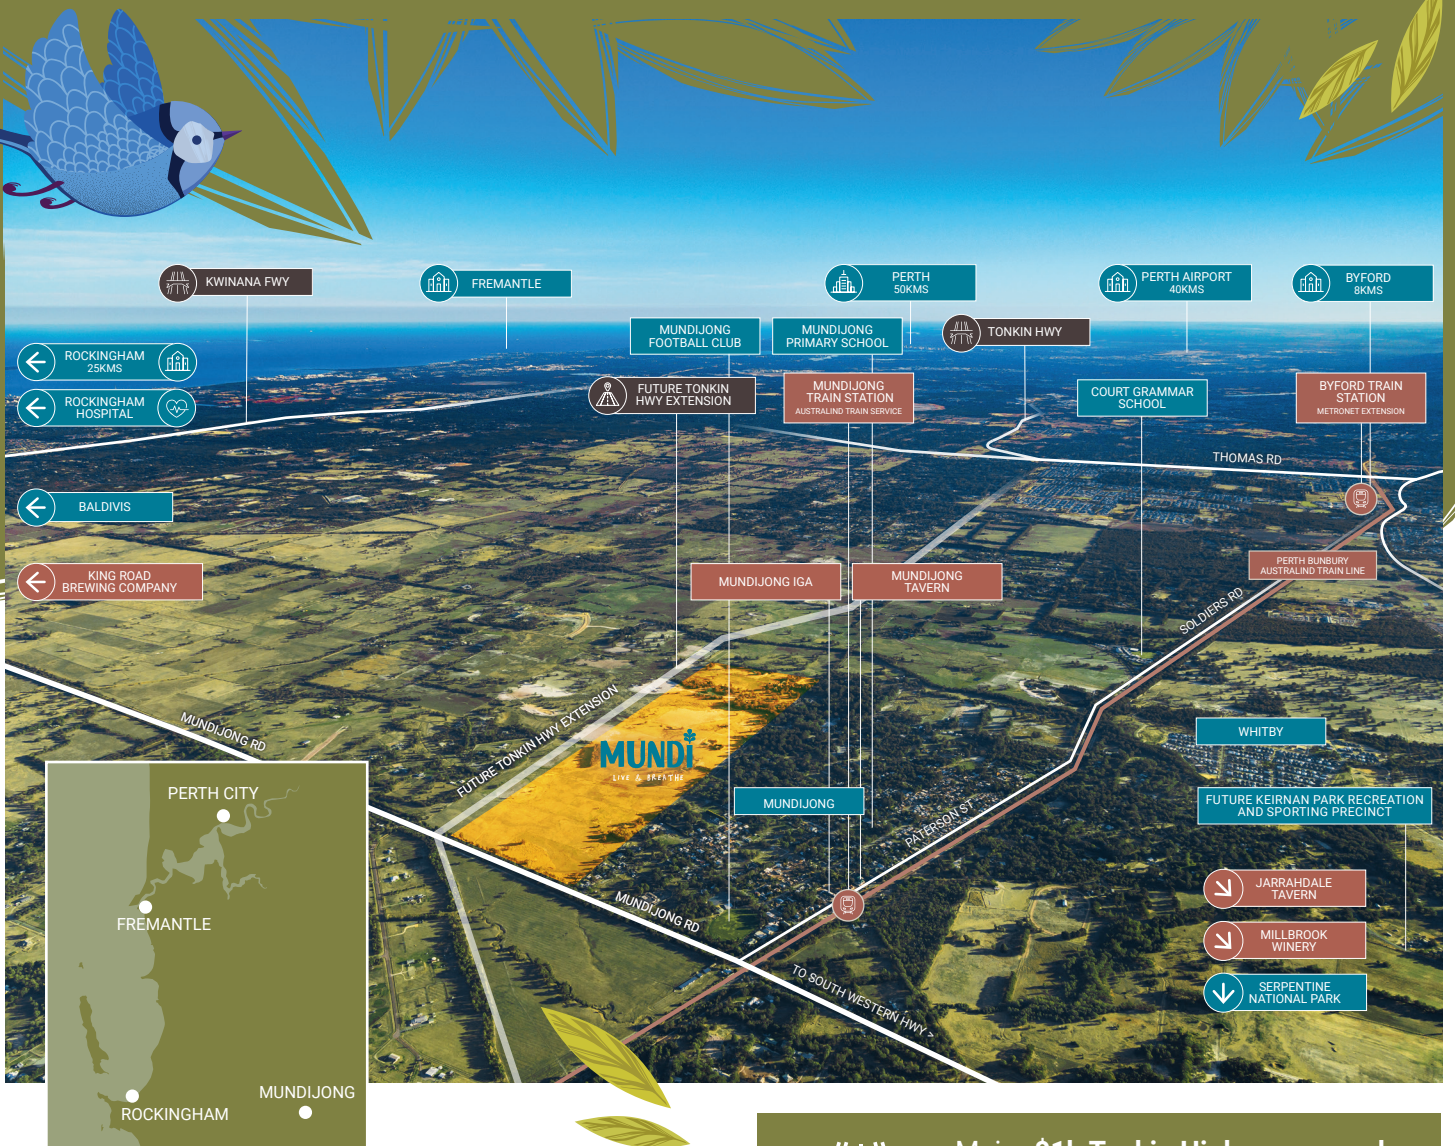 KWINANA FWY
FREMANTLE
PERTH
50KMS
PERTH AIRPORT
40KMS
BYFORD
8KMS
MUNDIJONG
FOOTBALL CLUB
MUNDIJONG
PRIMARY SCHOOL
TONKIN HWY
ROCKINGHAM
25KMS
ROCKINGHAM
HOSPITAL
FUTURE TONKIN
HWY EXTENSION
MUNDIJONG
TRAIN STATION
AUSTRALIND TRAIN SERVICE
COURT GRAMMAR
SCHOOL
BYFORD TRAIN
STATION
METRONET EXTENSION
THOMAS RD
BALDIVIS
KING ROAD
BREWING COMPANY
MUNDIJONG IGA
MUNDIJONG
TAVERN
PERTH BUNBURY
AUSTRALIND TRAIN LINE
SOLDIERS RD
MUNDIJONG RD
FUTURE TONKIN HWY EXTENSION
MUNDI
LIVE & BREATHE
WHITBY
MUNDIJONG
PATERSON ST
FUTURE KEIRNAN PARK RECREATION
AND SPORTING PRECINCT
MUNDIJONG RD
TO SOUTH WESTERN HWY >
JARRAHDALE
TAVERN
MILLBROOK
WINERY
SERPENTINE
NATIONAL PARK
PERTH CITY
FREMANTLE
ROCKINGHAM
MUNDIJONG